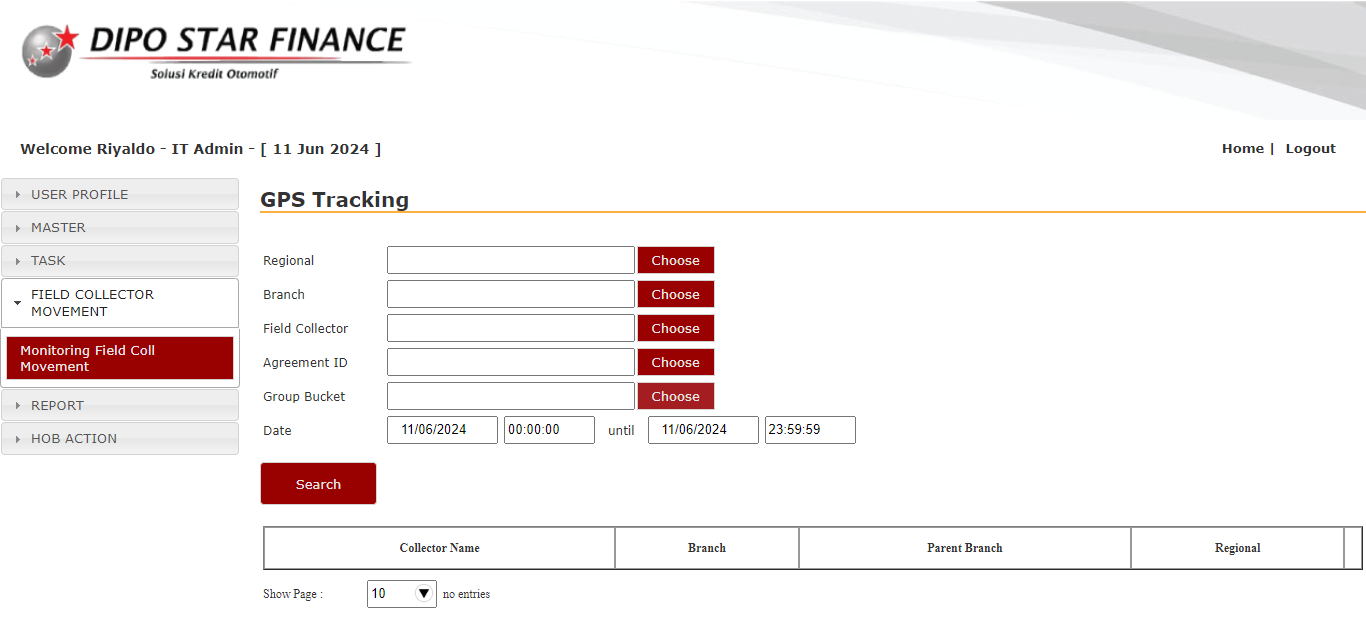 DIPO STAR FINANCE
Solusi Kredit Otomotif
Welcome Riyaldo - IT Admin - [ 11 Jun 2024 ]
Home | Logout
USER PROFILE
MASTER
TASK
FIELD COLLECTOR
MOVEMENT
Monitoring Field Coll
Movement
REPORT
HOB ACTION
GPS Tracking
Regional Choose
Branch Choose
Field Collector Choose
Agreement ID Choose
Group Bucket Choose
Date 11/06/2024 00:00:00 until 11/06/2024 23:59:59
Search
Collector Name Branch Parent Branch Regional
Show Page : 10 no entries